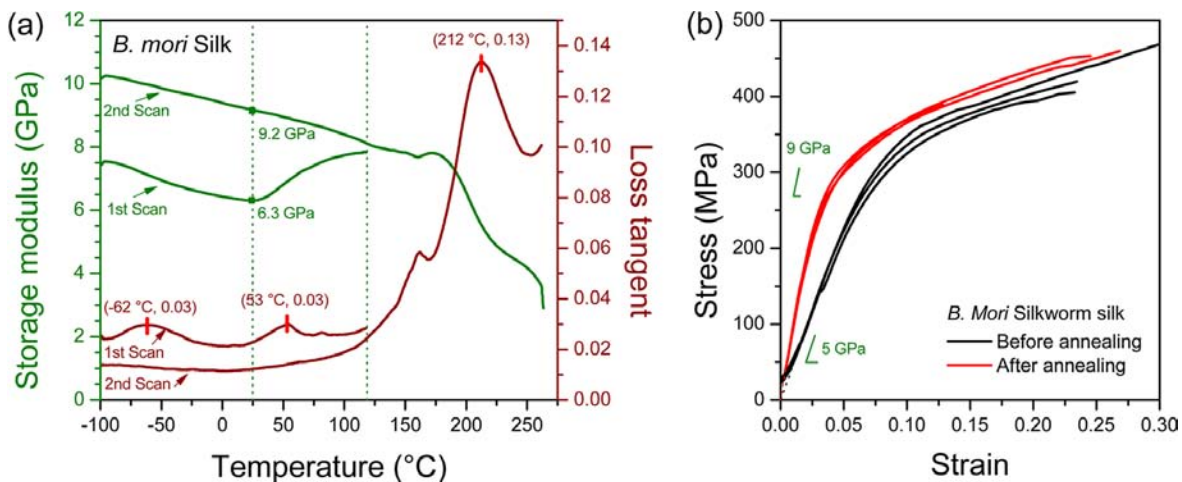 (a)
B. mori Silk
Storage modulus (GPa)
12
10
8
6
4
2
0
2nd Scan
9.2 GPa
1st Scan
6.3 GPa
(212 °C, 0.13)
(-62 °C, 0.03)
(53 °C, 0.03)
1st Scan
2nd Scan
0.14
0.12
0.10
0.08
0.06
0.04
0.02
0.00
Loss tangent
-100 -50 0 50 100 150 200 250
Temperature (°C)
(b)
Stress (MPa)
500
400
300
200
100
0
9 GPa
5 GPa
B. Mori Silkworm silk
Before annealing
After annealing
0.00 0.05 0.10 0.15 0.20 0.25 0.30
Strain